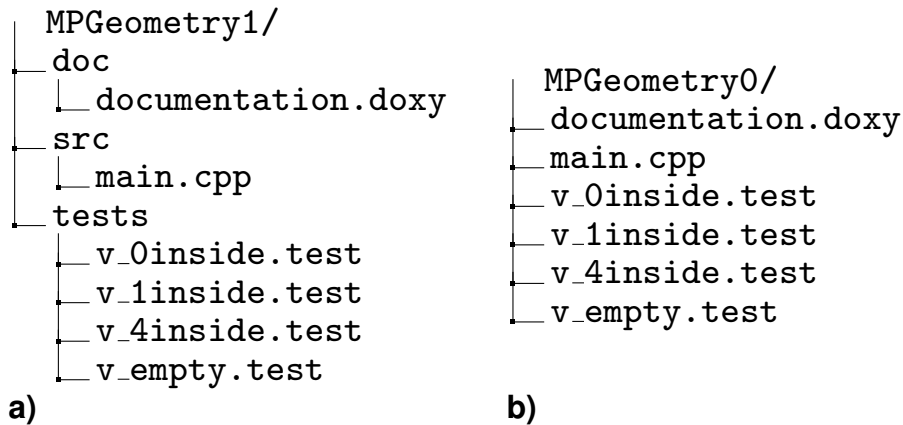 MPGeometry1/
doc
documentation.doxy
src
main.cpp
tests
v_0inside.test
v_1inside.test
v_4inside.test
v_empty.test
a)
MPGeometry0/
documentation.doxy
main.cpp
v_0inside.test
v_1inside.test
v_4inside.test
v_empty.test
b)